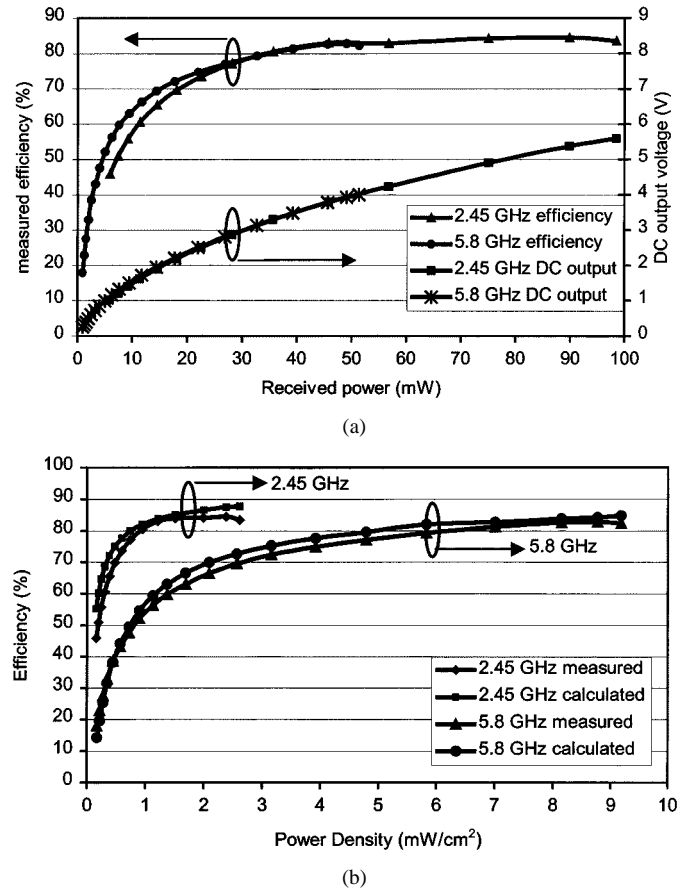 90
80
70
60
50
40
30
20
10
0
measured efficiency (%)
9
8
7
6
5
4
3
2
1
0
DC output voltage (V)
2.45 GHz efficiency
5.8 GHz efficiency
2.45 GHz DC output
5.8 GHz DC output
0 10 20 30 40 50 60 70 80 90 100
Received power (mW)
(a)
100
90
80
70
60
50
40
30
20
10
0
Efficiency (%)
2.45 GHz
5.8 GHz
2.45 GHz measured
2.45 GHz calculated
5.8 GHz measured
5.8 GHz calculated
0 1 2 3 4 5 6 7 8 9 10
Power Density (mW/cm²)
(b)